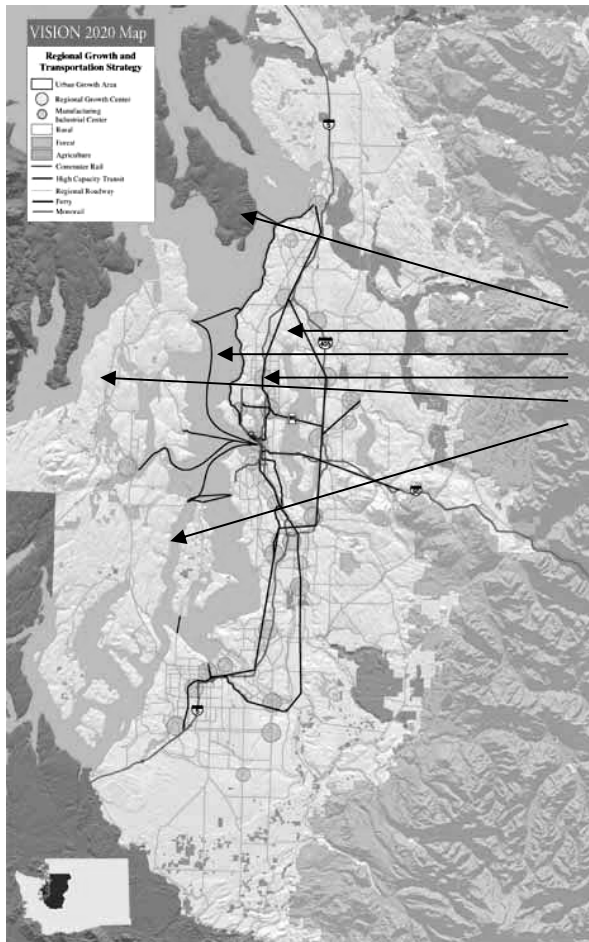 VISION 2020 Map
Regional Growth and
Transportation Strategy
Urban Growth Area
Regional Growth Center
Manufacturing
Industrial Center
Rural
Forest
Agriculture
Commuter Rail
High Capacity Transit
Regional Roadway
Ferry
Monorail
5
405
90
5